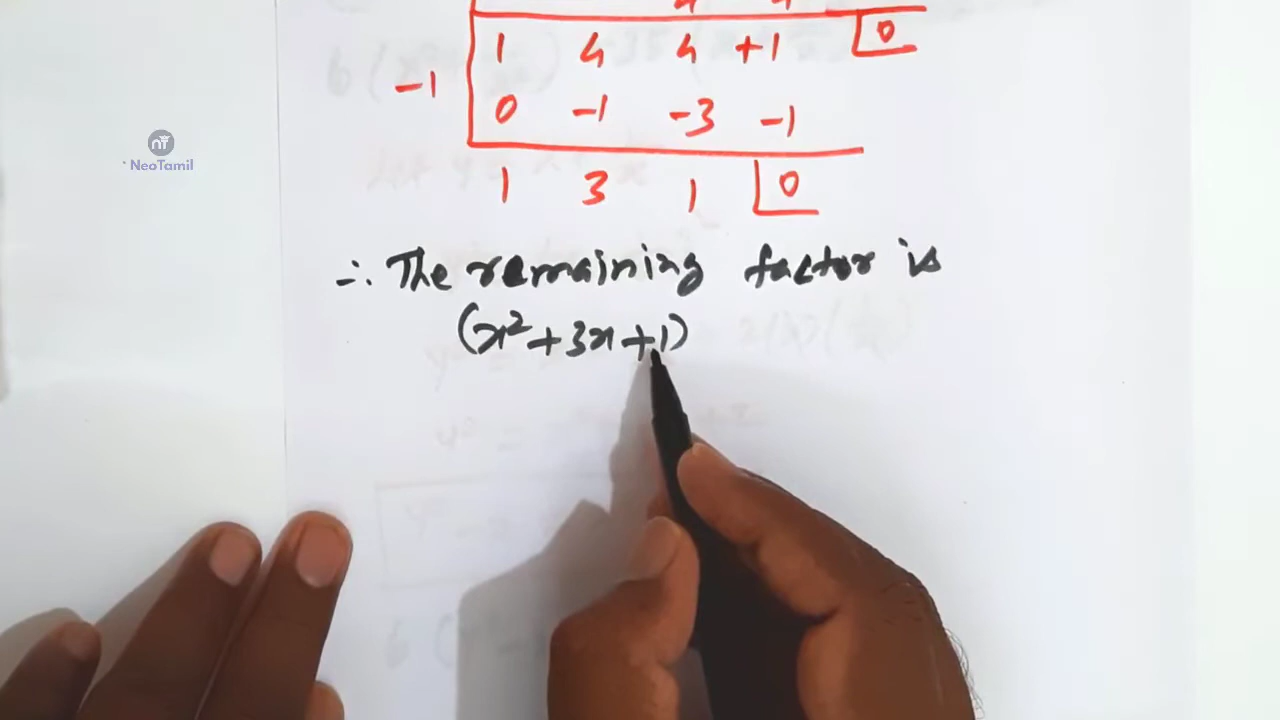 1 4 4 +1 0
-1
0 -1 -3 -1
NeoTamil
1 3 1 0
∴ The remaining factor is
(x²+3x+1)